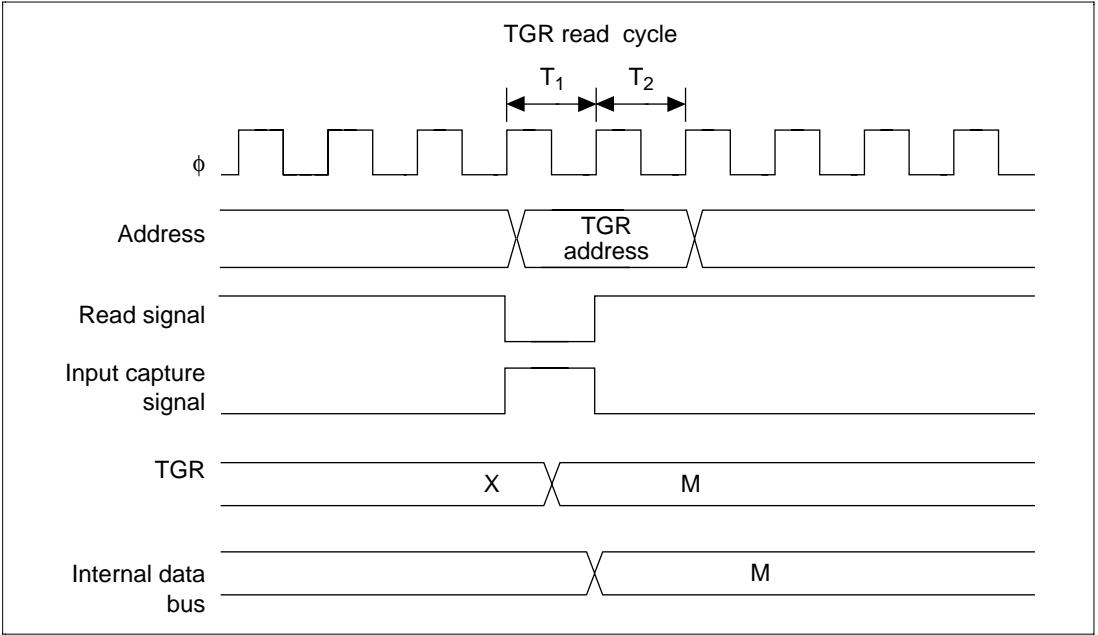 TGR read cycle
T1 T2
ϕ
Address
TGR
address
Read signal
Input capture
signal
TGR
X M
Internal data
bus
M